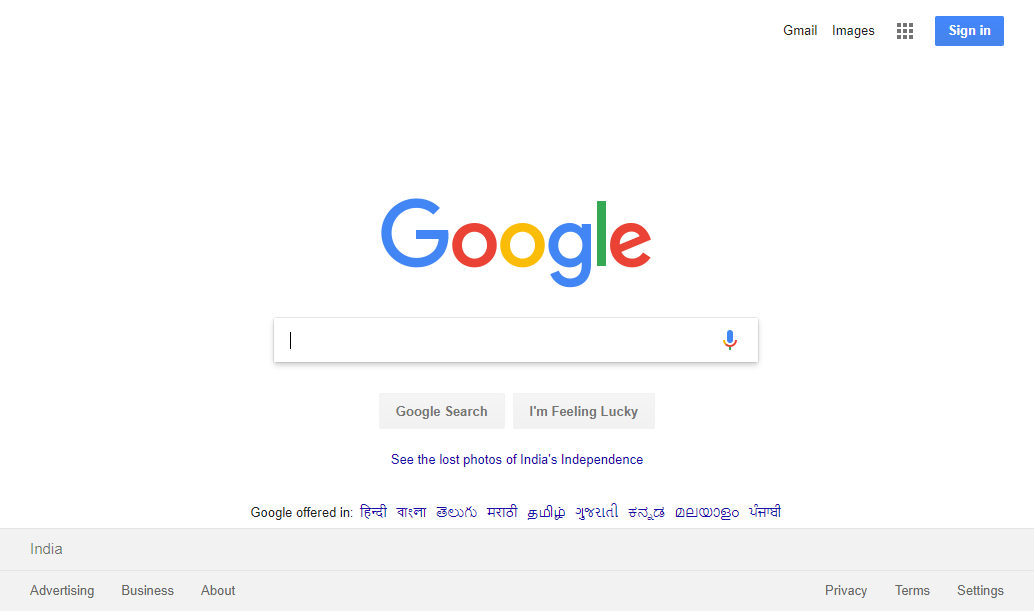 Gmail Images Sign in
Google
Google Search I'm Feeling Lucky
See the lost photos of India's Independence
Google offered in: हिन्दी বাংলা తెలుగు मराठी தமிழ் ગુજરાતી ಕನ್ನಡ മലയാളം ਪੰਜਾਬੀ
India
Advertising Business About Privacy Terms Settings